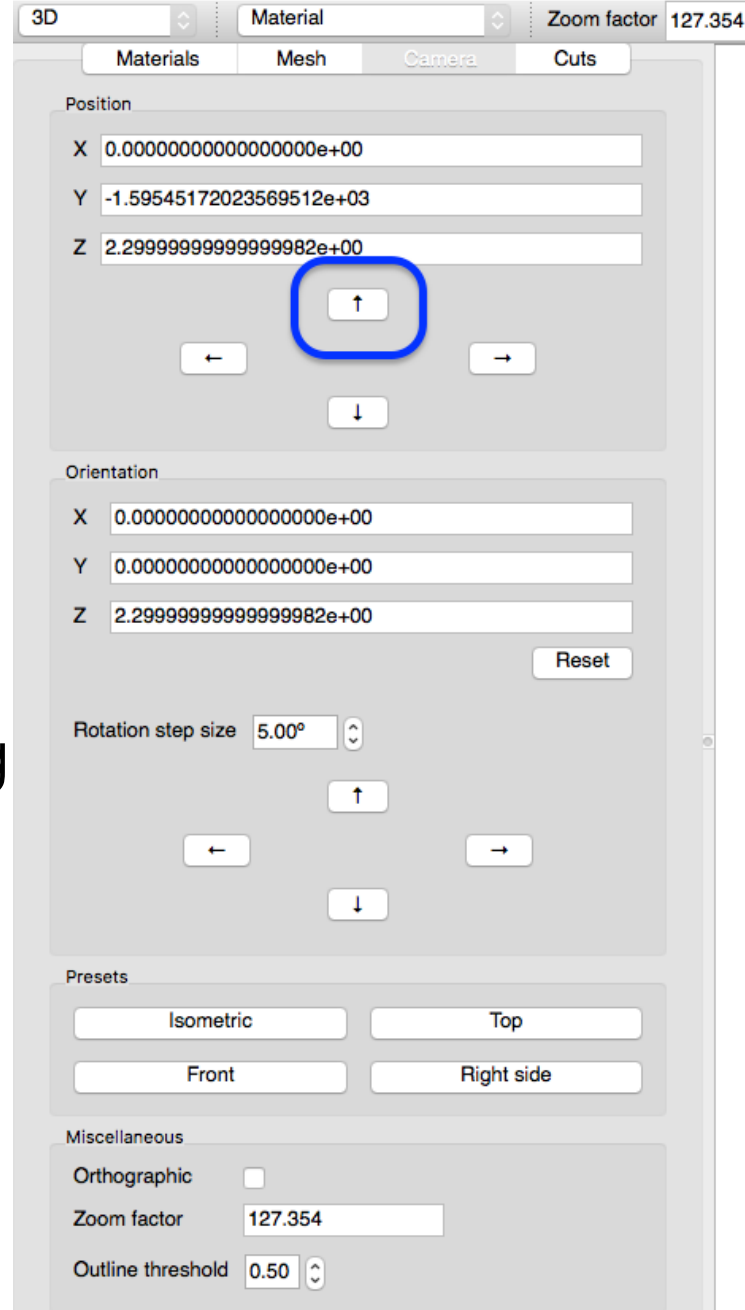 3D Material Zoom factor 127.354
Materials Mesh Camera Cuts
Position
X 0.00000000000000000e+00
Y -1.59545172023569512e+03
Z 2.29999999999999982e+00
↑
← →
↓
Orientation
X 0.00000000000000000e+00
Y 0.00000000000000000e+00
Z 2.29999999999999982e+00
Reset
g
Rotation step size 5.00º
↑
← →
↓
Presets
Isometric Top
Front Right side
Miscellaneous
Orthographic
Zoom factor 127.354
Outline threshold 0.50